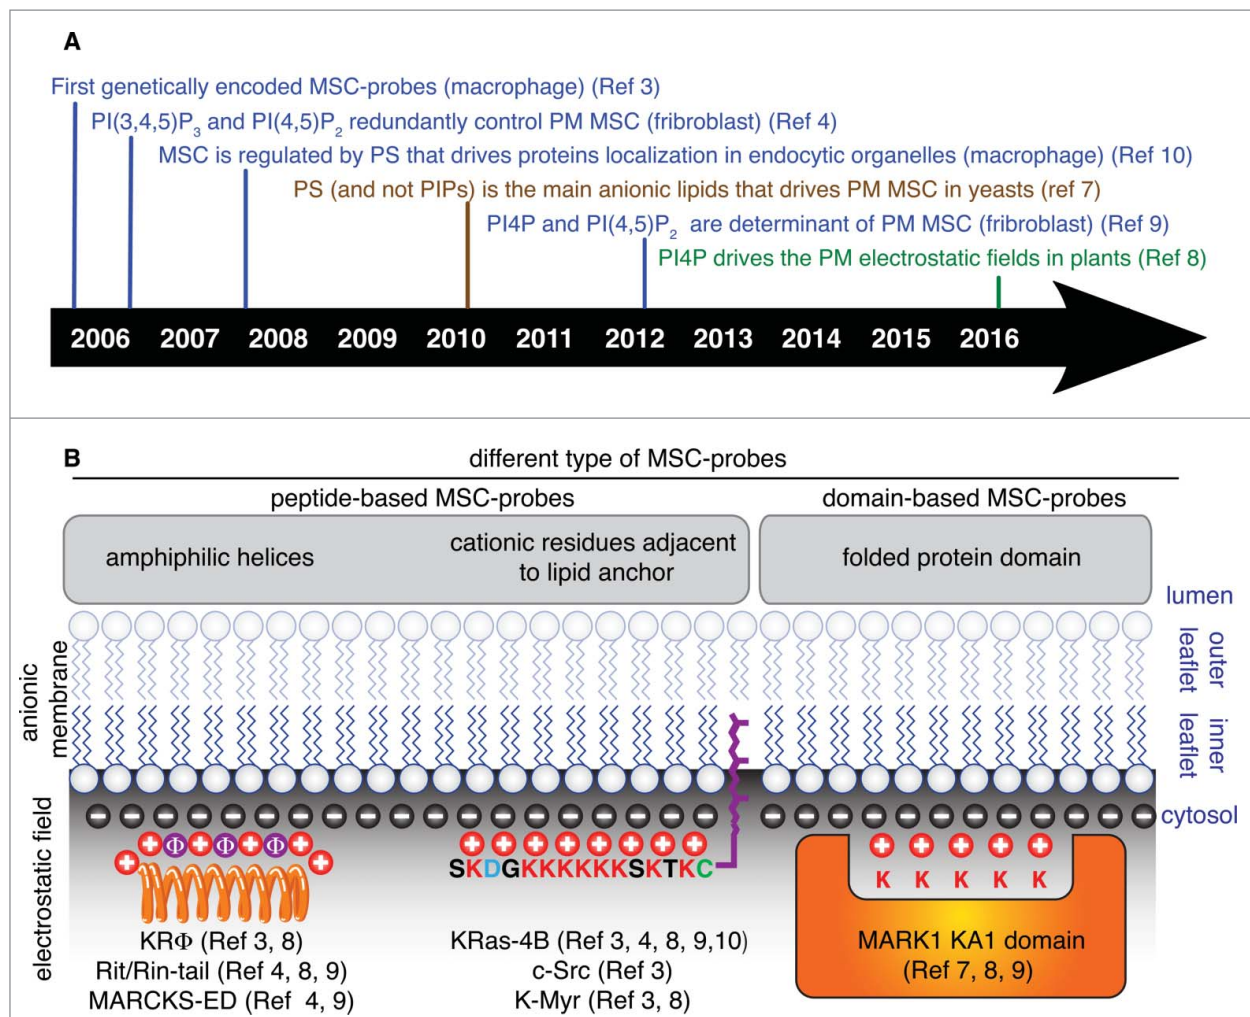 A
First genetically encoded MSC-probes (macrophage) (Ref 3)
PI(3,4,5)P3 and PI(4,5)P2 redundantly control PM MSC (fribroblast) (Ref 4)
MSC is regulated by PS that drives proteins localization in endocytic organelles (macrophage) (Ref 10)
PS (and not PIPs) is the main anionic lipids that drives PM MSC in yeasts (ref 7)
PI4P and PI(4,5)P2 are determinant of PM MSC (fribroblast) (Ref 9)
PI4P drives the PM electrostatic fields in plants (Ref 8)
2006 2007 2008 2009 2010 2011 2012 2013 2014 2015 2016
B
different type of MSC-probes
peptide-based MSC-probes
domain-based MSC-probes
amphiphilic helices
cationic residues adjacent
to lipid anchor
folded protein domain
lumen
outer
leaflet
inner
leaflet
anionic
membrane
cytosol
electrostatic field
Φ Φ Φ
SKDGKKKKKKSKTKC
K K K K K
KRΦ (Ref 3, 8)
Rit/Rin-tail (Ref 4, 8, 9)
MARCKS-ED (Ref 4, 9)
KRas-4B (Ref 3, 4, 8, 9,10)
c-Src (Ref 3)
K-Myr (Ref 3, 8)
MARK1 KA1 domain
(Ref 7, 8, 9)